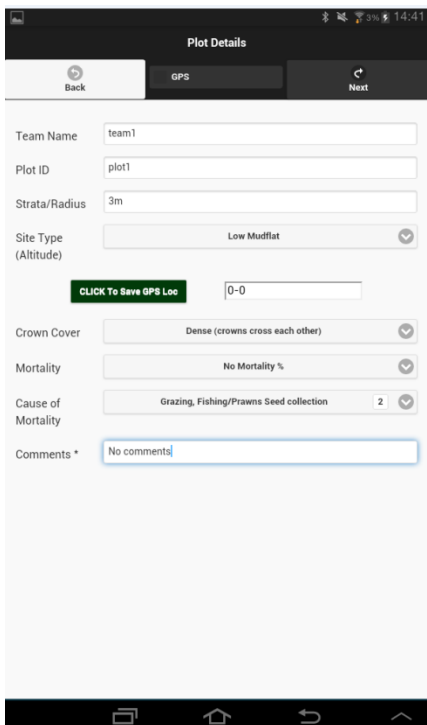 3% 14:41
Plot Details
Back
GPS
Next
Team Name team1
Plot ID plot1
Strata/Radius 3m
Site Type
(Altitude)
Low Mudflat
CLICK To Save GPS Loc 0-0
Crown Cover Dense (crowns cross each other)
Mortality No Mortality %
Cause of
Mortality
Grazing, Fishing/Prawns Seed collection 2
Comments * No comments